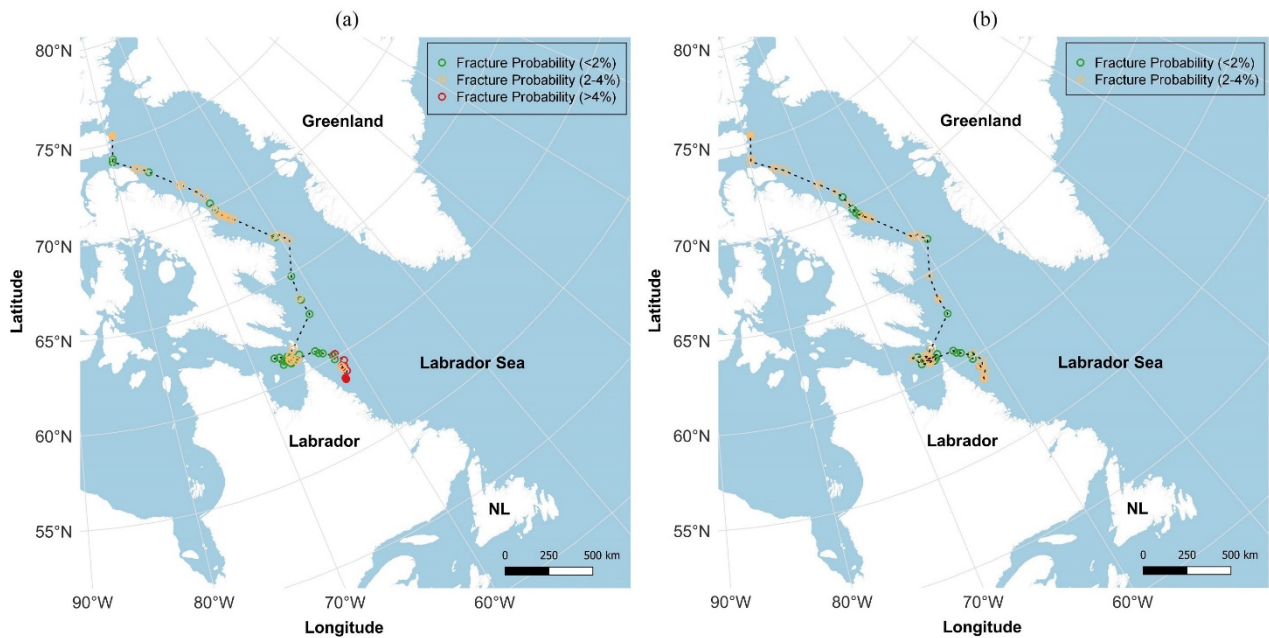 (a)
80°N
75°N
70°N
65°N
60°N
55°N
Latitude
Fracture Probability (<2%)
Fracture Probability (2-4%)
Fracture Probability (>4%)
Greenland
Labrador Sea
Labrador
NL
0 250 500 km
90°W 80°W 70°W 60°W
Longitude
(b)
80°N
75°N
70°N
65°N
60°N
55°N
Latitude
Fracture Probability (<2%)
Fracture Probability (2-4%)
Greenland
Labrador Sea
Labrador
NL
0 250 500 km
90°W 80°W 70°W 60°W
Longitude